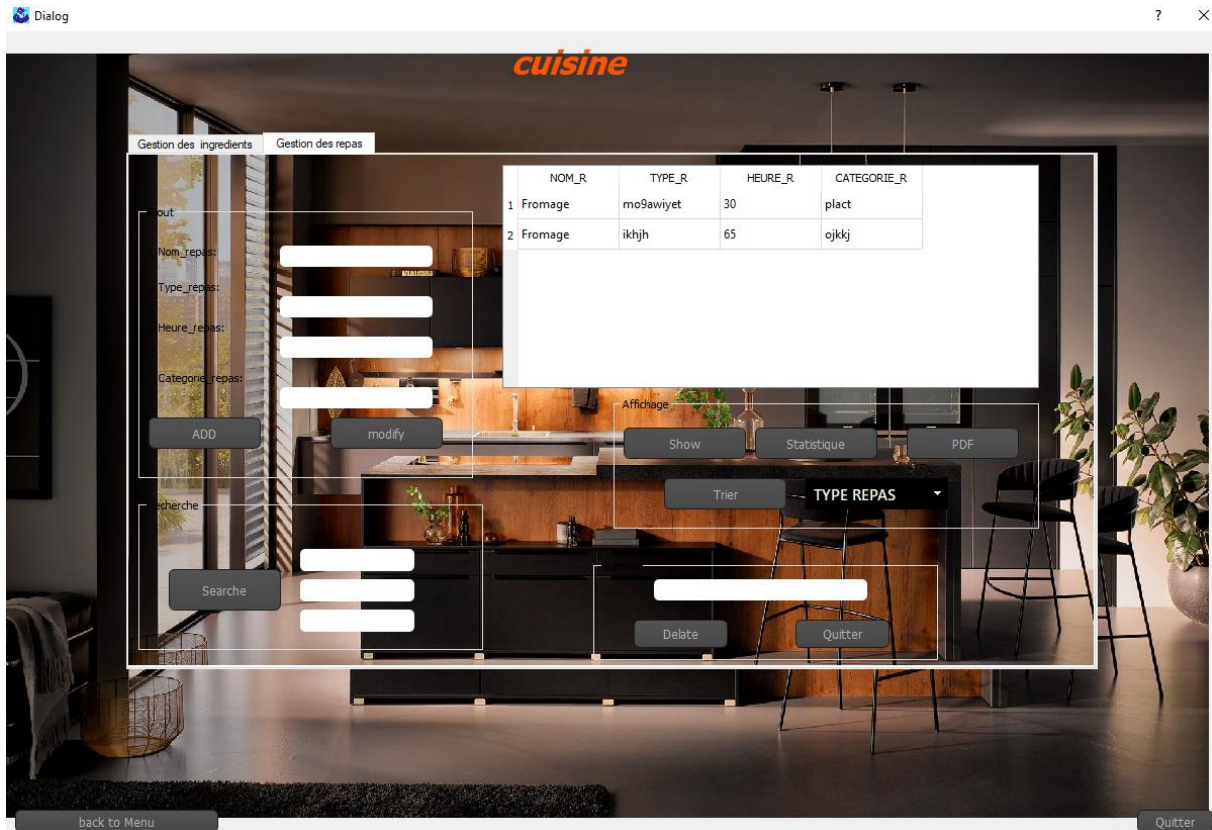 Dialog
?
cuisine
Gestion des ingredients
Gestion des repas
NOM_R TYPE_R HEURE_R CATEGORIE_R
1 Fromage mo9awiyet 30 plact
2 Fromage ikhjh 65 ojkkj
out
Nom_repas:
Type_repas:
Heure_repas:
Categorie_repas:
ADD
modify
Affichage
Show
Statistique
PDF
Trier
TYPE REPAS
echerche
Searche
Delate
Quitter
back to Menu
Quitter